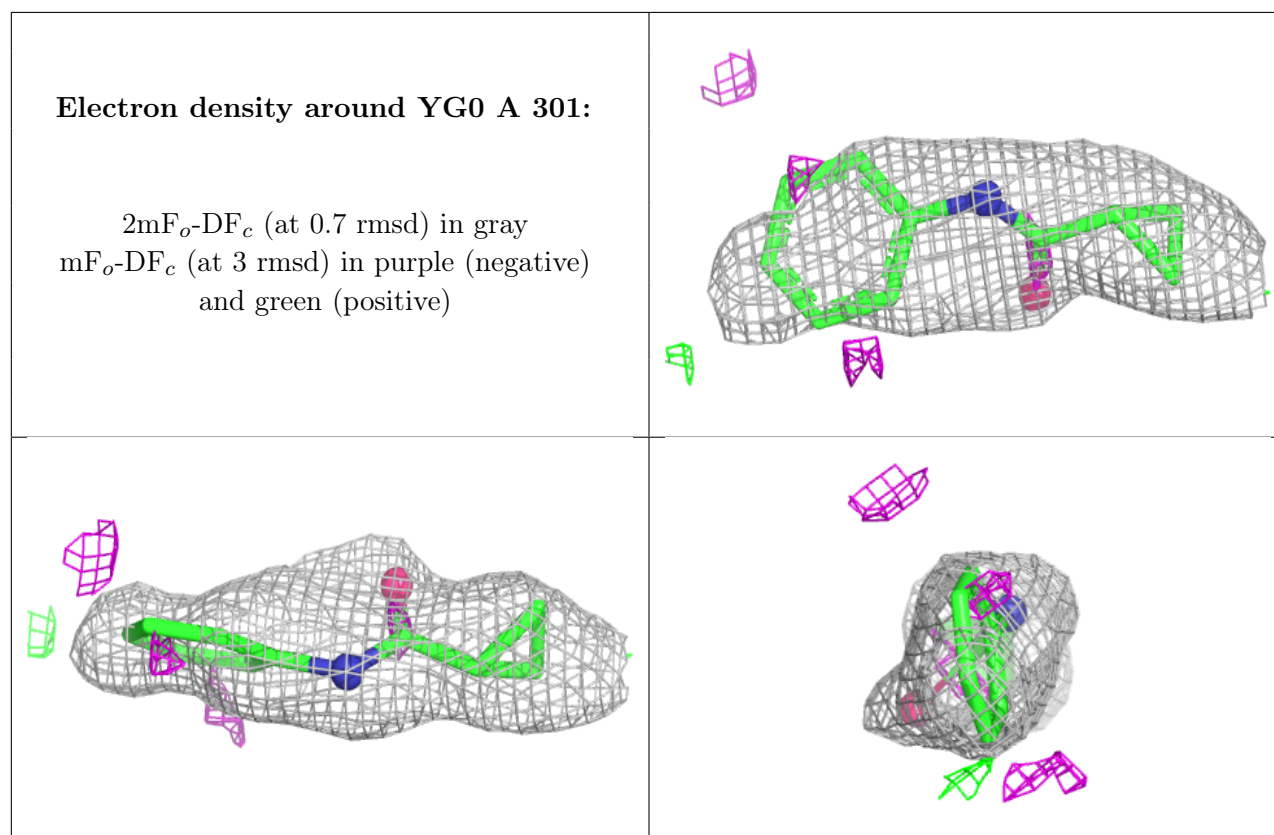 Electron density around YG0 A 301:
2mFo-DFc (at 0.7 rmsd) in gray
mFo-DFc (at 3 rmsd) in purple (negative)
and green (positive)